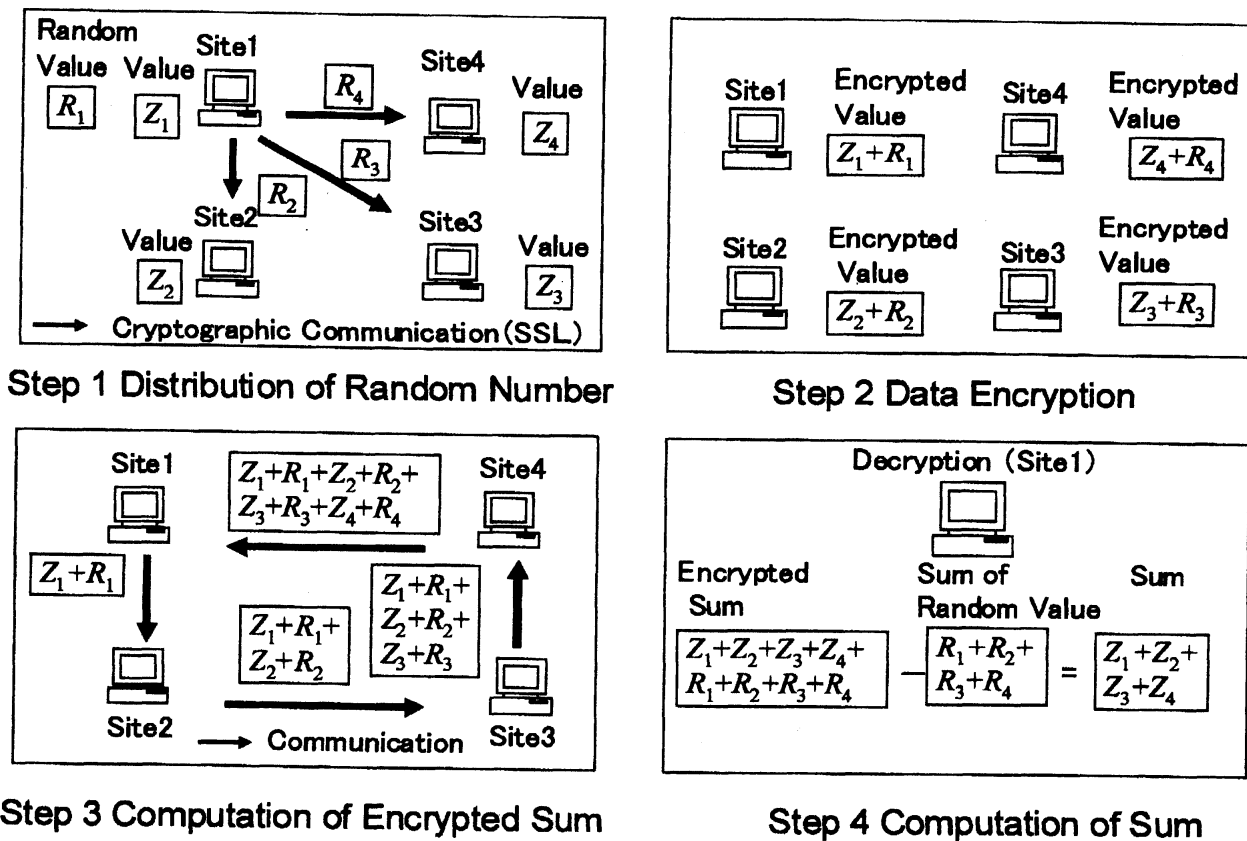 Random
Value
R1
Value
Z1
Site1
R4
Site4
Value
Z4
R3
R2
Site2
Value
Z2
Site3
Value
Z3
Cryptographic Communication(SSL)
Step 1 Distribution of Random Number
Site1
Encrypted
Value
Z1+R1
Site4
Encrypted
Value
Z4+R4
Site2
Encrypted
Value
Z2+R2
Site3
Encrypted
Value
Z3+R3
Step 2 Data Encryption
Site1
Z1+R1+Z2+R2+
Z3+R3+Z4+R4
Site4
Z1+R1
Z1+R1+
Z2+R2
Z1+R1+
Z2+R2+
Z3+R3
Site2
Communication
Site3
Step 3 Computation of Encrypted Sum
Decryption (Site1)
Encrypted
Sum
Sum of
Random Value
Sum
Z1+Z2+Z3+Z4+
R1+R2+R3+R4
−
R1+R2+
R3+R4
=
Z1+Z2+
Z3+Z4
Step 4 Computation of Sum